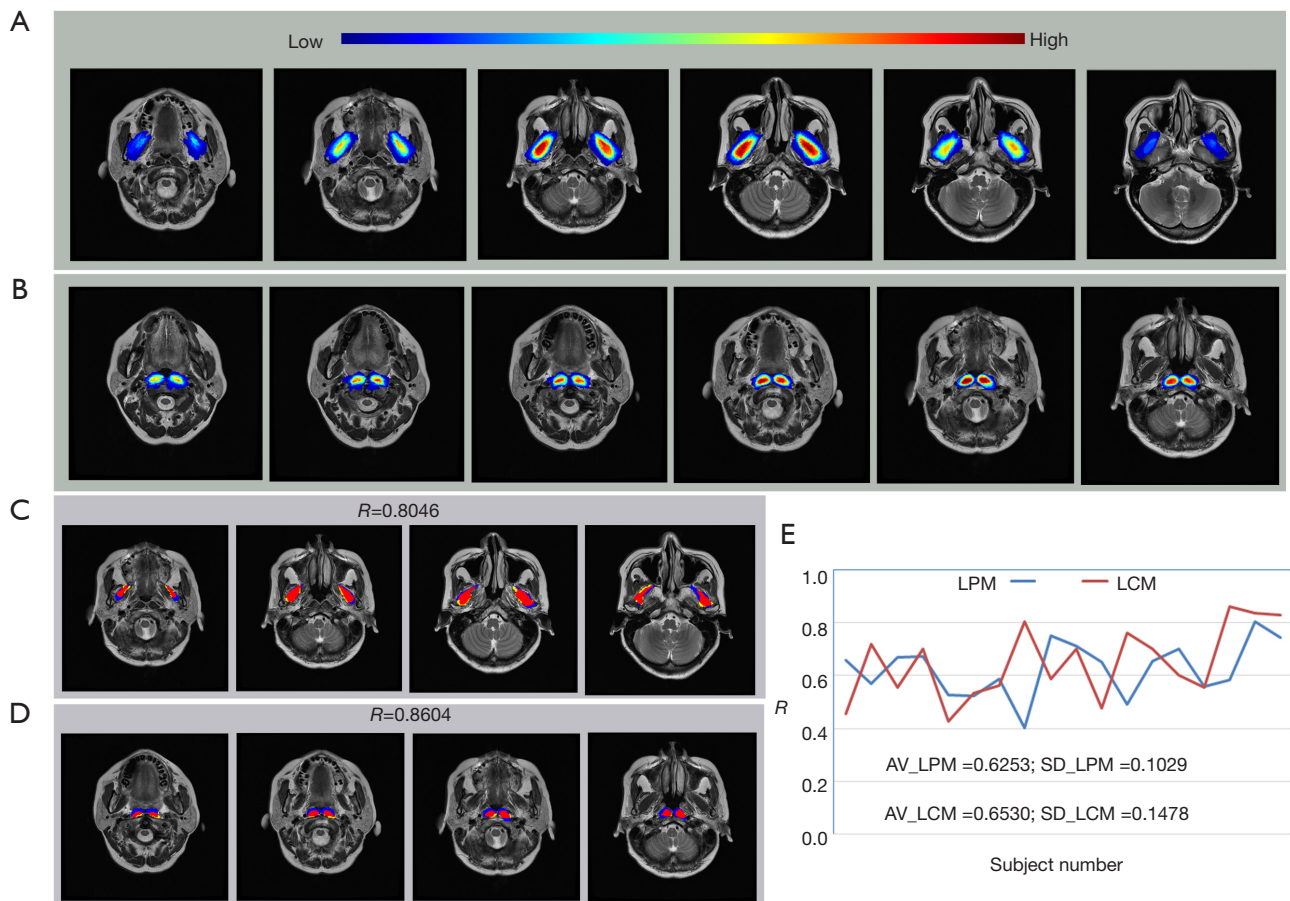 A
Low High
B
C
R=0.8046
D
R=0.8604
E
1.0
LPM LCM
0.8
0.6
R
0.4
AV_LPM =0.6253; SD_LPM =0.1029
0.2
AV_LCM =0.6530; SD_LCM =0.1478
0.0
Subject number